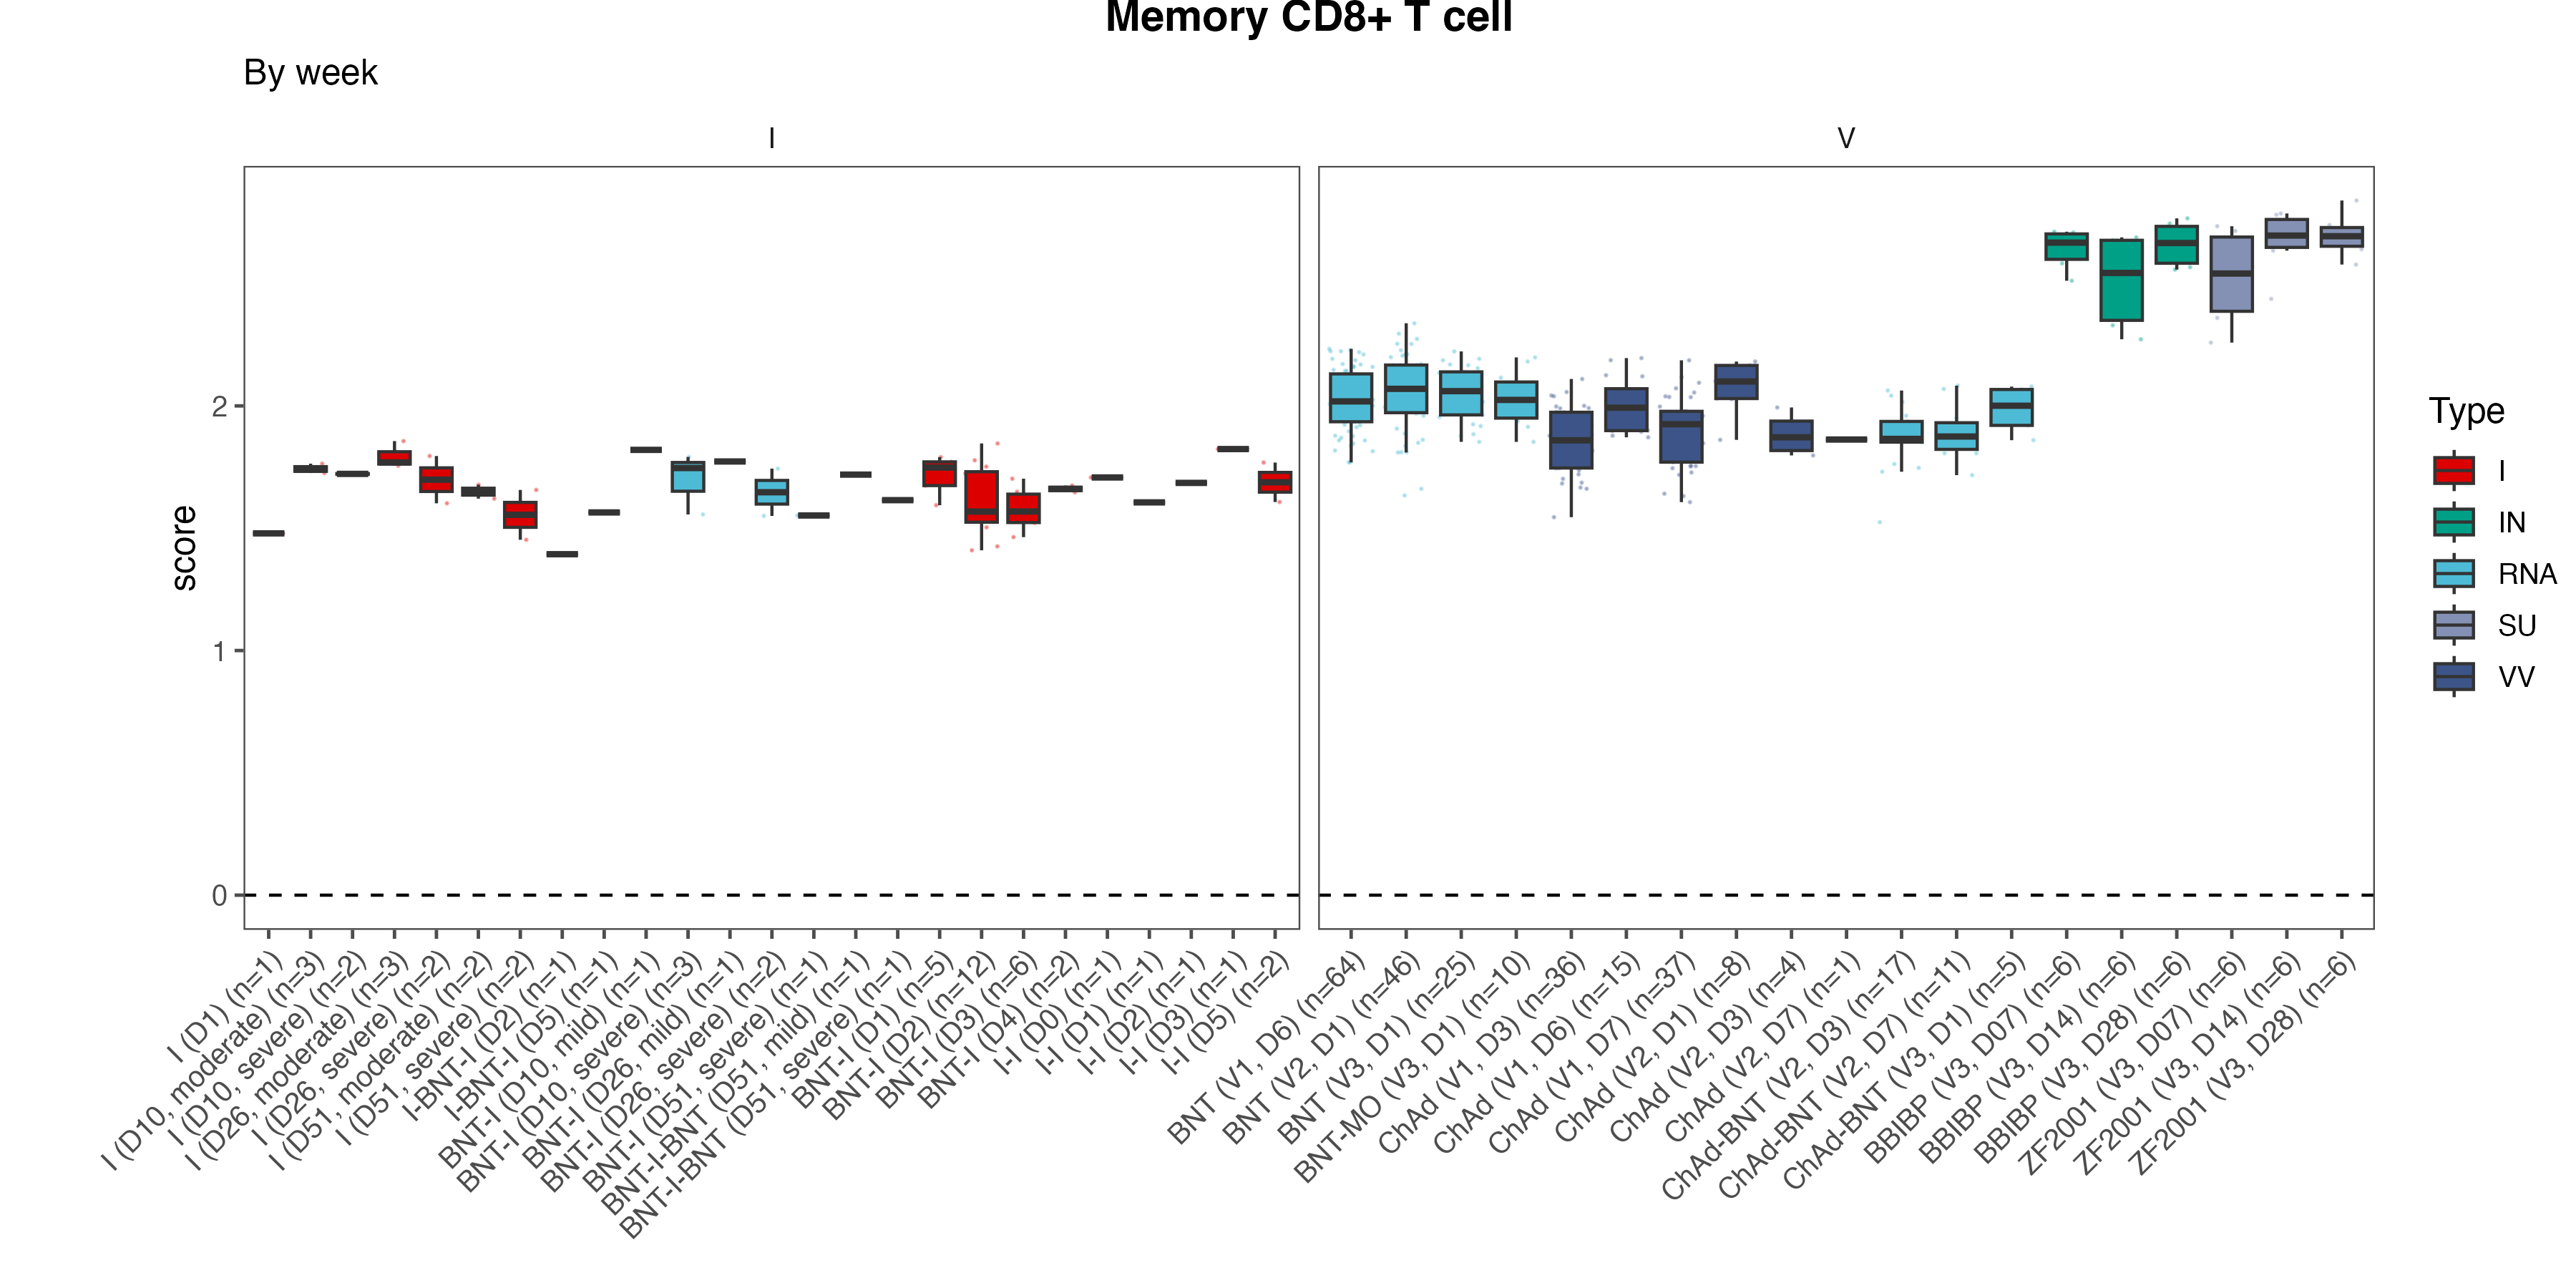 Memory CD8+ T cell
By week
I
V
score
2
1
0
I (D1) (n=1)
I (D10, moderate) (n=3)
I (D10, severe) (n=2)
I (D26, moderate) (n=3)
I (D26, severe) (n=2)
I (D51, moderate) (n=2)
I (D51, severe) (n=2)
I-BNT-I (D2) (n=1)
I-BNT-I (D5) (n=1)
BNT-I (D10, mild) (n=1)
BNT-I (D10, severe) (n=3)
BNT-I (D26, mild) (n=1)
BNT-I (D26, severe) (n=2)
BNT-I (D51, severe) (n=1)
BNT-I-BNT (D51, mild) (n=1)
BNT-I-BNT (D51, severe) (n=1)
BNT-I (D1) (n=5)
BNT-I (D2) (n=12)
BNT-I (D3) (n=6)
BNT-I (D4) (n=2)
I-I (D0) (n=1)
I-I (D1) (n=1)
I-I (D2) (n=1)
I-I (D3) (n=1)
I-I (D5) (n=2)
BNT (V1, D6) (n=64)
BNT (V2, D1) (n=46)
BNT (V3, D1) (n=25)
BNT-MO (V3, D1) (n=10)
ChAd (V1, D3) (n=36)
ChAd (V1, D6) (n=15)
ChAd (V1, D7) (n=37)
ChAd (V2, D1) (n=8)
ChAd (V2, D3) (n=4)
ChAd (V2, D7) (n=1)
ChAd-BNT (V2, D3) (n=17)
ChAd-BNT (V2, D7) (n=11)
ChAd-BNT (V3, D1) (n=5)
BBIBP (V3, D07) (n=6)
BBIBP (V3, D14) (n=6)
BBIBP (V3, D28) (n=6)
ZF2001 (V3, D07) (n=6)
ZF2001 (V3, D14) (n=6)
ZF2001 (V3, D28) (n=6)
Type
I
IN
RNA
SU
VV